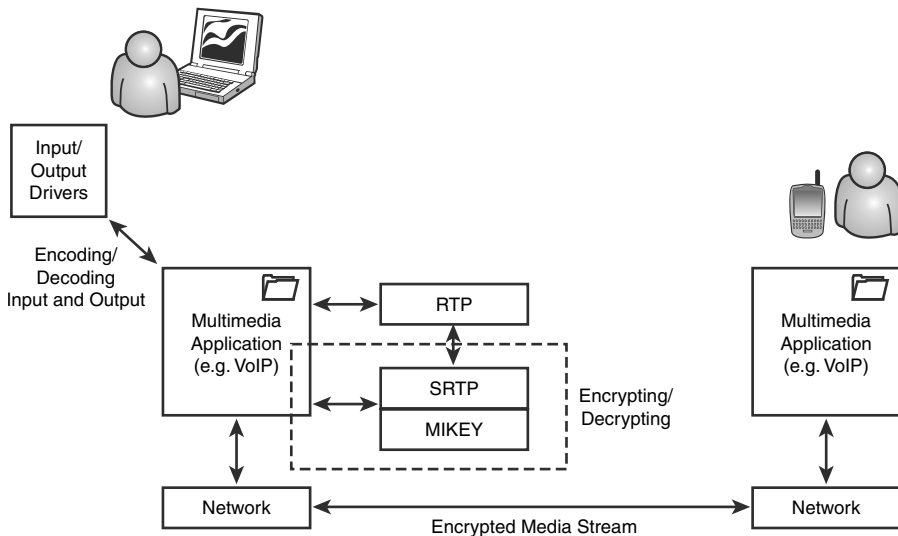 Input/
Output
Drivers
Encoding/
Decoding
Input and Output
Multimedia
Application
(e.g. VoIP)
RTP
SRTP
MIKEY
Encrypting/
Decrypting
Multimedia
Application
(e.g. VoIP)
Network
Encrypted Media Stream
Network